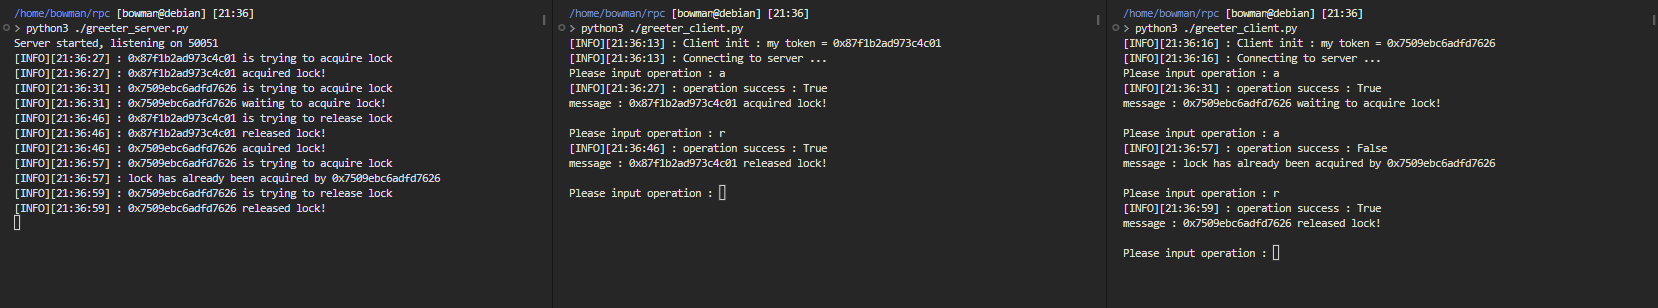 /home/bowman/rpc [bowman@debian] [21:36]
> python3 ./greeter_server.py
Server started, listening on 50051
[INFO][21:36:27] : 0x87f1b2ad973c4c01 is trying to acquire lock
[INFO][21:36:27] : 0x87f1b2ad973c4c01 acquired lock!
[INFO][21:36:31] : 0x7509ebc6adfd7626 is trying to acquire lock
[INFO][21:36:31] : 0x7509ebc6adfd7626 waiting to acquire lock!
[INFO][21:36:46] : 0x87f1b2ad973c4c01 is trying to release lock
[INFO][21:36:46] : 0x87f1b2ad973c4c01 released lock!
[INFO][21:36:46] : 0x7509ebc6adfd7626 acquired lock!
[INFO][21:36:57] : 0x7509ebc6adfd7626 is trying to acquire lock
[INFO][21:36:57] : lock has already been acquired by 0x7509ebc6adfd7626
[INFO][21:36:59] : 0x7509ebc6adfd7626 is trying to release lock
[INFO][21:36:59] : 0x7509ebc6adfd7626 released lock!
/home/bowman/rpc [bowman@debian] [21:36]
> python3 ./greeter_client.py
[INFO][21:36:13] : Client init : my token = 0x87f1b2ad973c4c01
[INFO][21:36:13] : Connecting to server ...
Please input operation : a
[INFO][21:36:27] : operation success : True
message : 0x87f1b2ad973c4c01 acquired lock!
Please input operation : r
[INFO][21:36:46] : operation success : True
message : 0x87f1b2ad973c4c01 released lock!
Please input operation :
/home/bowman/rpc [bowman@debian] [21:36]
> python3 ./greeter_client.py
[INFO][21:36:16] : Client init : my token = 0x7509ebc6adfd7626
[INFO][21:36:16] : Connecting to server ...
Please input operation : a
[INFO][21:36:31] : operation success : True
message : 0x7509ebc6adfd7626 waiting to acquire lock!
Please input operation : a
[INFO][21:36:57] : operation success : False
message : lock has already been acquired by 0x7509ebc6adfd7626
Please input operation : r
[INFO][21:36:59] : operation success : True
message : 0x7509ebc6adfd7626 released lock!
Please input operation :